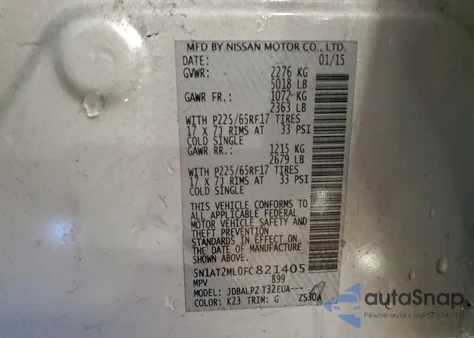 MFD BY NISSAN MOTOR CO., LTD.
DATE: 01/15
GVWR: 2276 KG
5018 LB
GAWR FR.: 1072 KG
2363 LB
WITH P225/65RF17 TIRES
17 X 7J RIMS AT 33 PSI
COLD SINGLE
GAWR RR.: 1215 KG
2679 LB
WITH P225/65RF17 TIRES
17 X 7J RIMS AT 33 PSI
COLD SINGLE
THIS VEHICLE CONFORMS TO
ALL APPLICABLE FEDERAL
MOTOR VEHICLE SAFETY AND
THEFT PREVENTION
STANDARDS IN EFFECT ON
THE DATE OF MANUFACTURE
SHOWN ABOVE.
5N1AT2ML0FC821405
MPV 899
MODEL: JDBALPZ T32EUA---
COLOR: K23 TRIM: G ZS30A
autoSnap